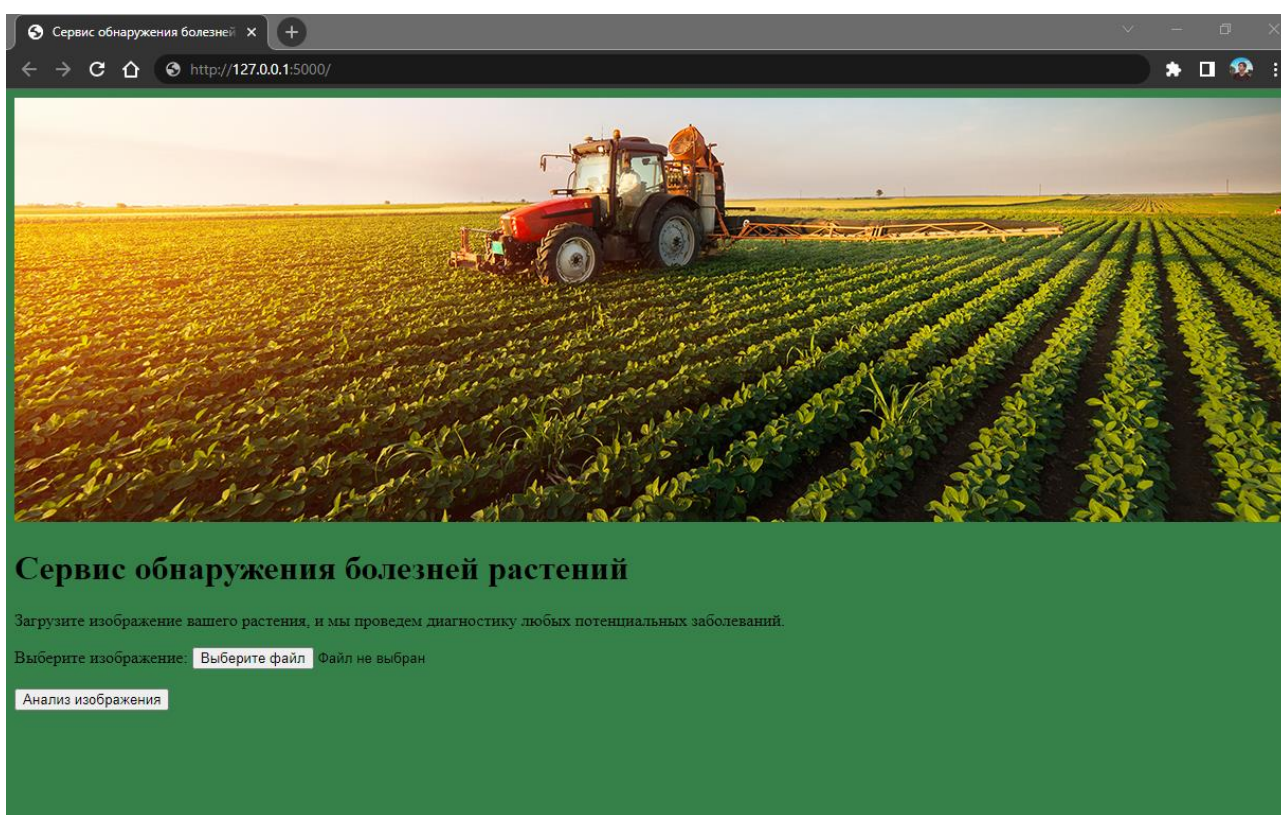 Сервис обнаружения болезней
http://127.0.0.1:5000/
Сервис обнаружения болезней растений
Загрузите изображение вашего растения, и мы проведем диагностику любых потенциальных заболеваний.
Выберите изображение: Выберите файл Файл не выбран
Анализ изображения